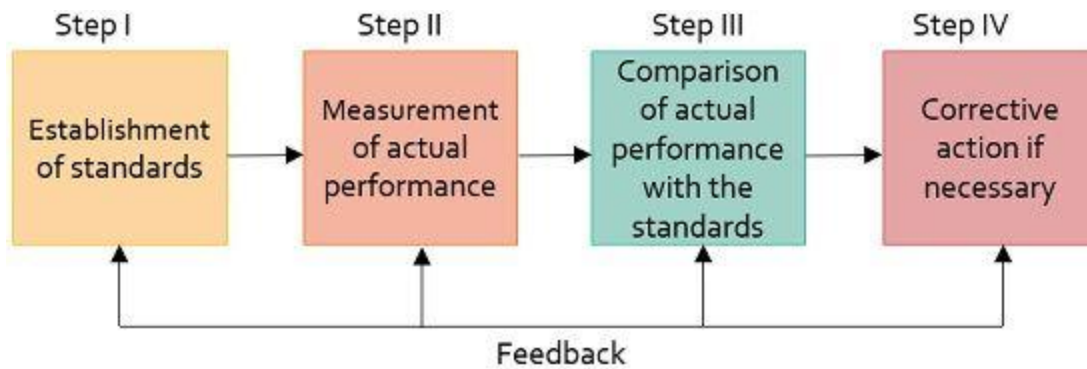 Step I
Establishment
of standards
Step II
Measurement
of actual
performance
Step III
Comparison
of actual
performance
with the
standards
Step IV
Corrective
action if
necessary
Feedback